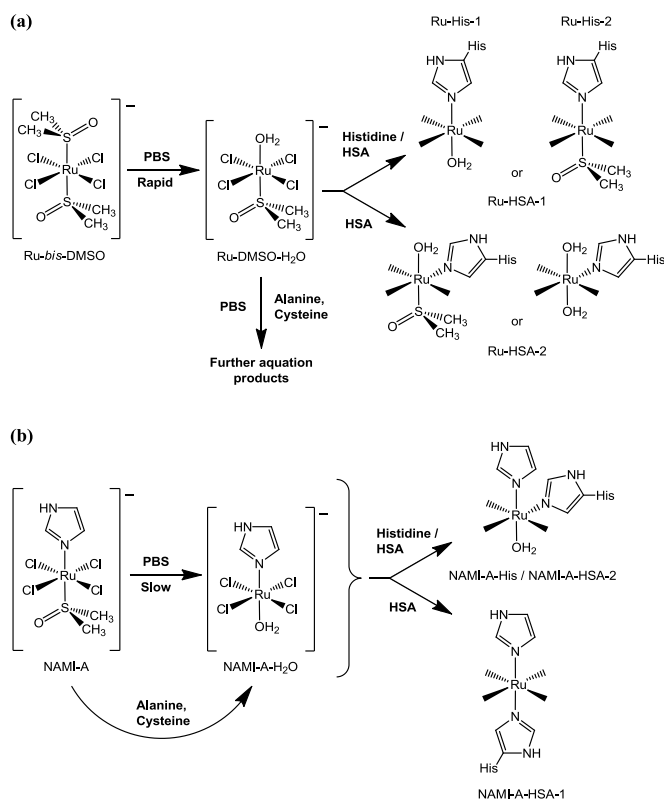 (a)
Ru-His-1
Ru-His-2
HN
His
N
Ru
OH2
HN
His
N
Ru
S
O
CH3
CH3
or
Ru-HSA-1
CH3
CH3
S
O
Cl
Cl
Ru
Cl
Cl
S
O
CH3
CH3
–
Ru-bis-DMSO
PBS
Rapid
OH2
Cl
Cl
Ru
Cl
Cl
S
O
CH3
CH3
–
Ru-DMSO-H2O
Histidine /
HSA
HSA
OH2
NH
N
His
Ru
S
O
CH3
CH3
or
OH2
NH
N
His
Ru
OH2
Ru-HSA-2
PBS
Alanine,
Cysteine
Further aquation
products
(b)
HN
N
Cl
Cl
Ru
Cl
Cl
S
O
CH3
CH3
–
NAMI-A
PBS
Slow
HN
N
Cl
Cl
Ru
Cl
Cl
OH2
–
NAMI-A-H2O
Alanine,
Cysteine
Histidine /
HSA
HSA
HN
N
NH
N
His
Ru
OH2
NAMI-A-His / NAMI-A-HSA-2
HN
N
Ru
N
NH
His
NAMI-A-HSA-1